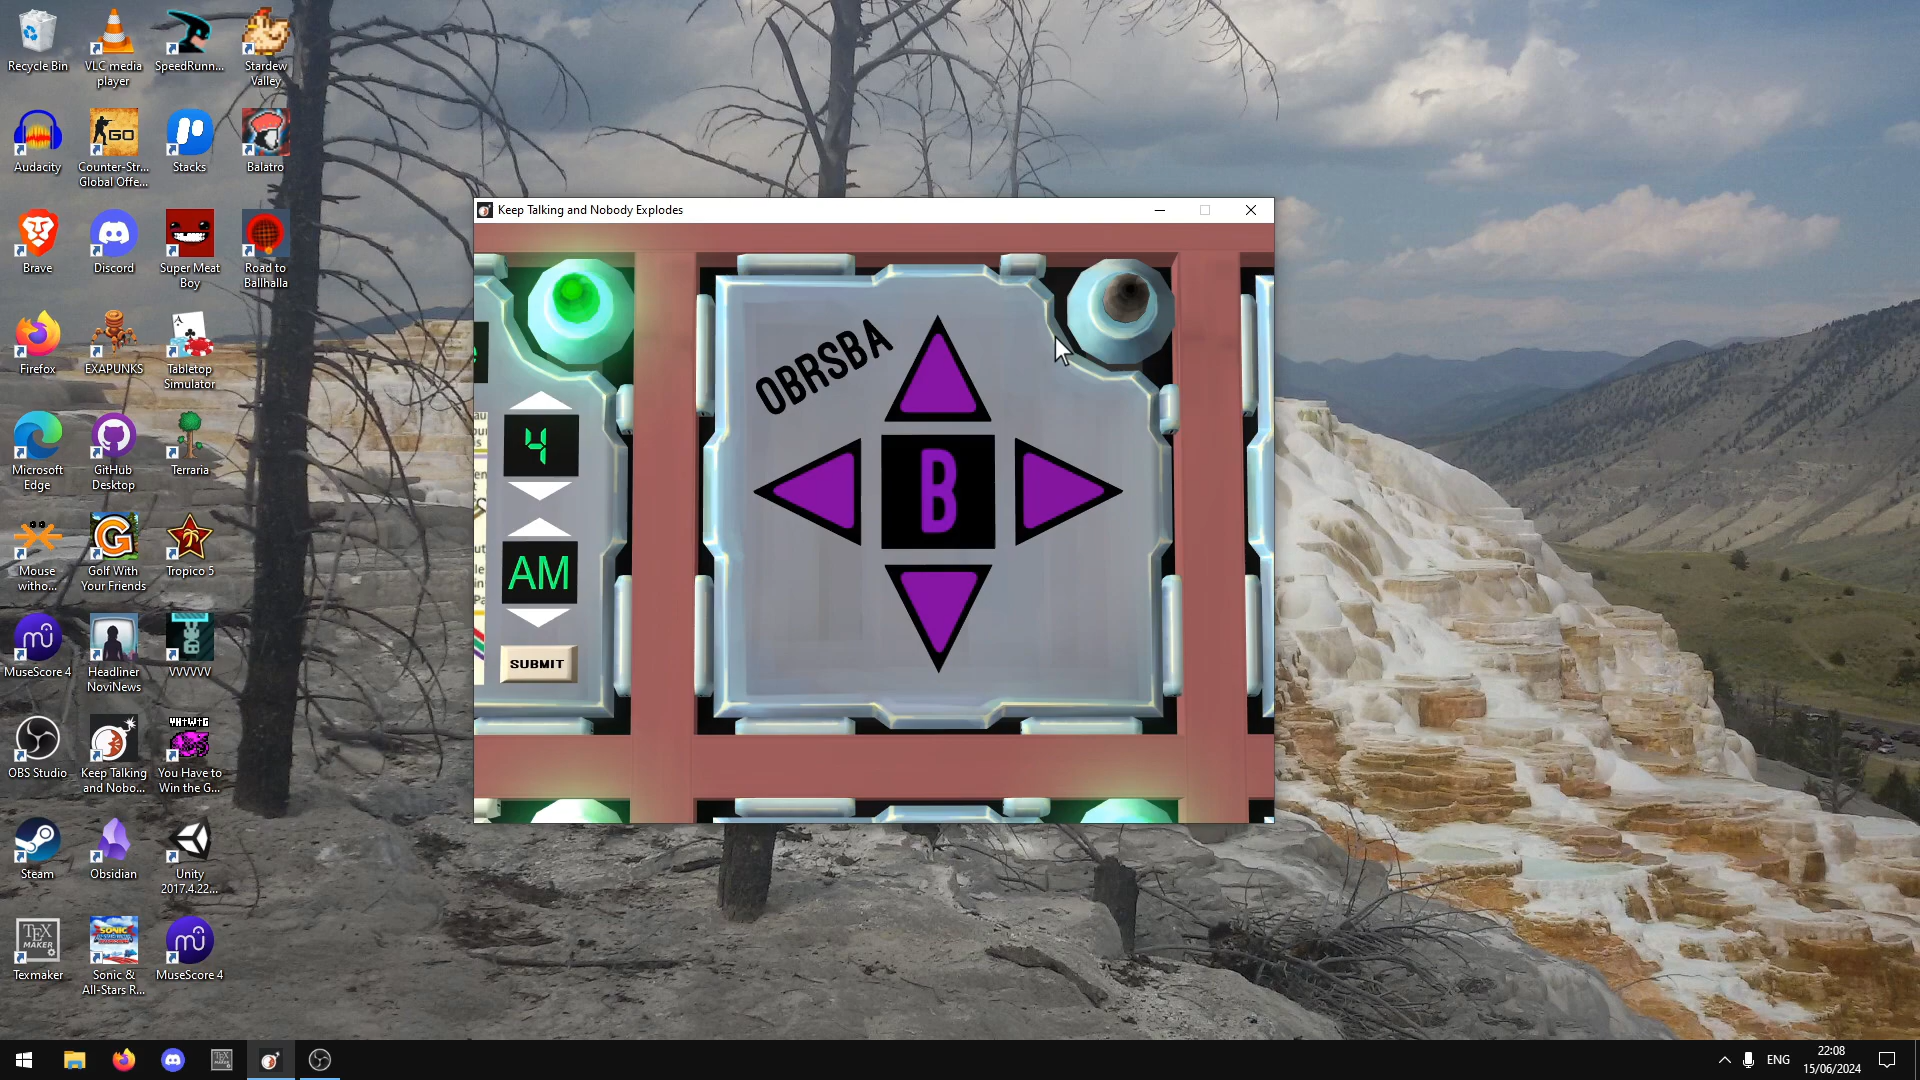 Recycle Bin
VLC media
player
SpeedRunn...
Stardew
Valley
Audacity
Counter-Str...
Global Offe...
Stacks
Balatro
Brave
Discord
Super Meat
Boy
Road to
Ballhalla
Firefox
EXAPUNKS
Tabletop
Simulator
Microsoft
Edge
GitHub
Desktop
Terraria
Mouse
witho...
Golf With
Your Friends
Tropico 5
MuseScore 4
Headliner
NoviNews
VVVVVV
OBS Studio
Keep Talking
and Nobo...
You Have to
Win the G...
Steam
Obsidian
Unity
2017.4.22...
Texmaker
Sonic &
All-Stars R...
MuseScore 4
Keep Talking and Nobody Explodes
OBRSBA
4
B
AM
SUBMIT
ENG
22:08
15/06/2024